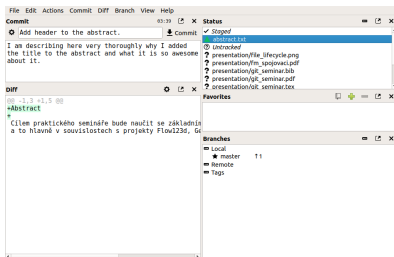 File Edit Actions Commit Diff Branch View Help
Commit
03:39
Add header to the abstract.
Commit
I am describing here very thoroughly why I added
the title to the abstract and what it is so awesome
about it.
Diff
@@ -1,3 +1,5 @@
+Abstract
+
Cílem praktického semináře bude naučit se základním
a to hlavně v souvislostech s projekty Flow123d, Ge
Status
Staged
abstract.txt
Untracked
presentation/file_lifecycle.png
presentation/fm_spojovaci.pdf
presentation/git_seminar.bib
presentation/git_seminar.pdf
presentation/git_seminar.tex
Favorites
Branches
Local
master ↑1
Remote
Tags